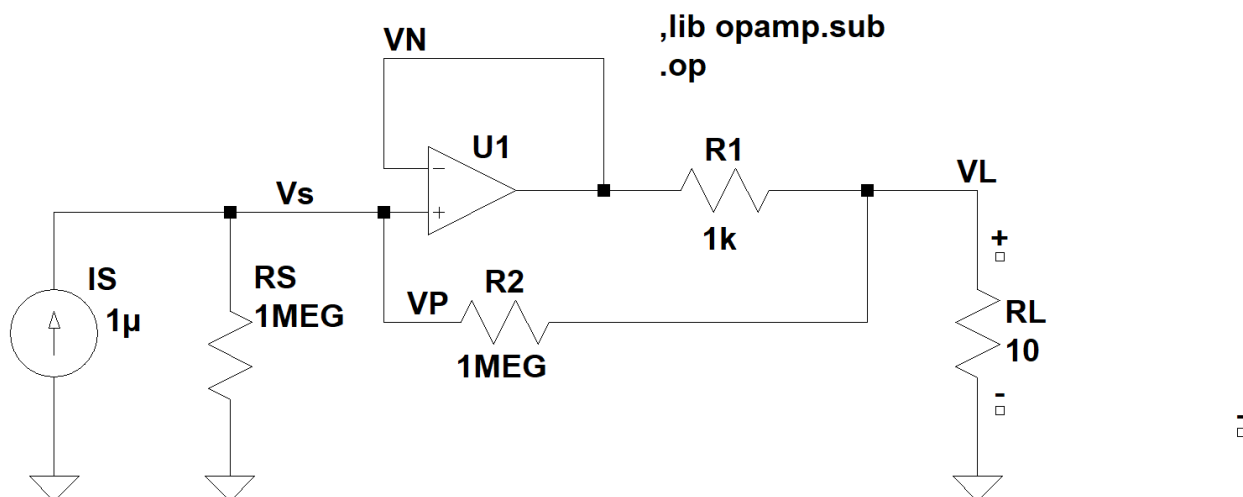 ,lib opamp.sub
.op
VN
U1
R1
1k
VL
Vs
IS
1µ
RS
1MEG
VP
R2
1MEG
+
RL
10
-
-